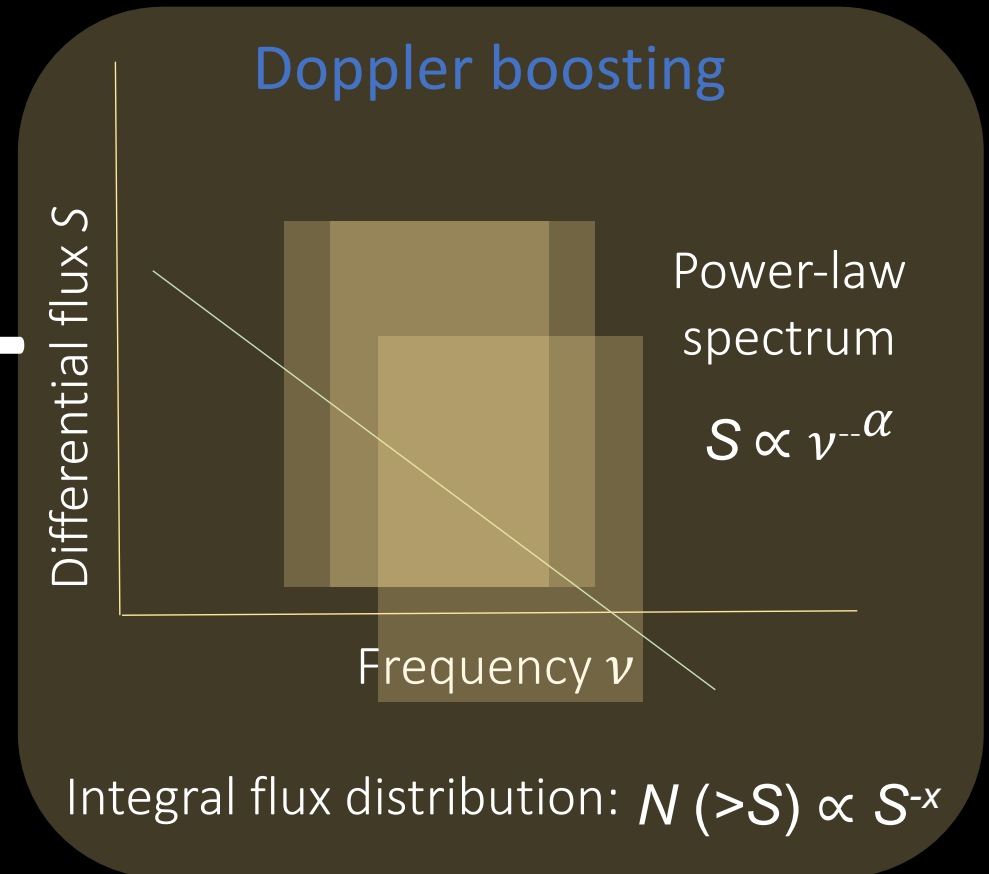 Doppler boosting
Differential flux S
Power-law
spectrum
S ∝ ν--α
Frequency ν
Integral flux distribution: N (>S) ∝ S-x